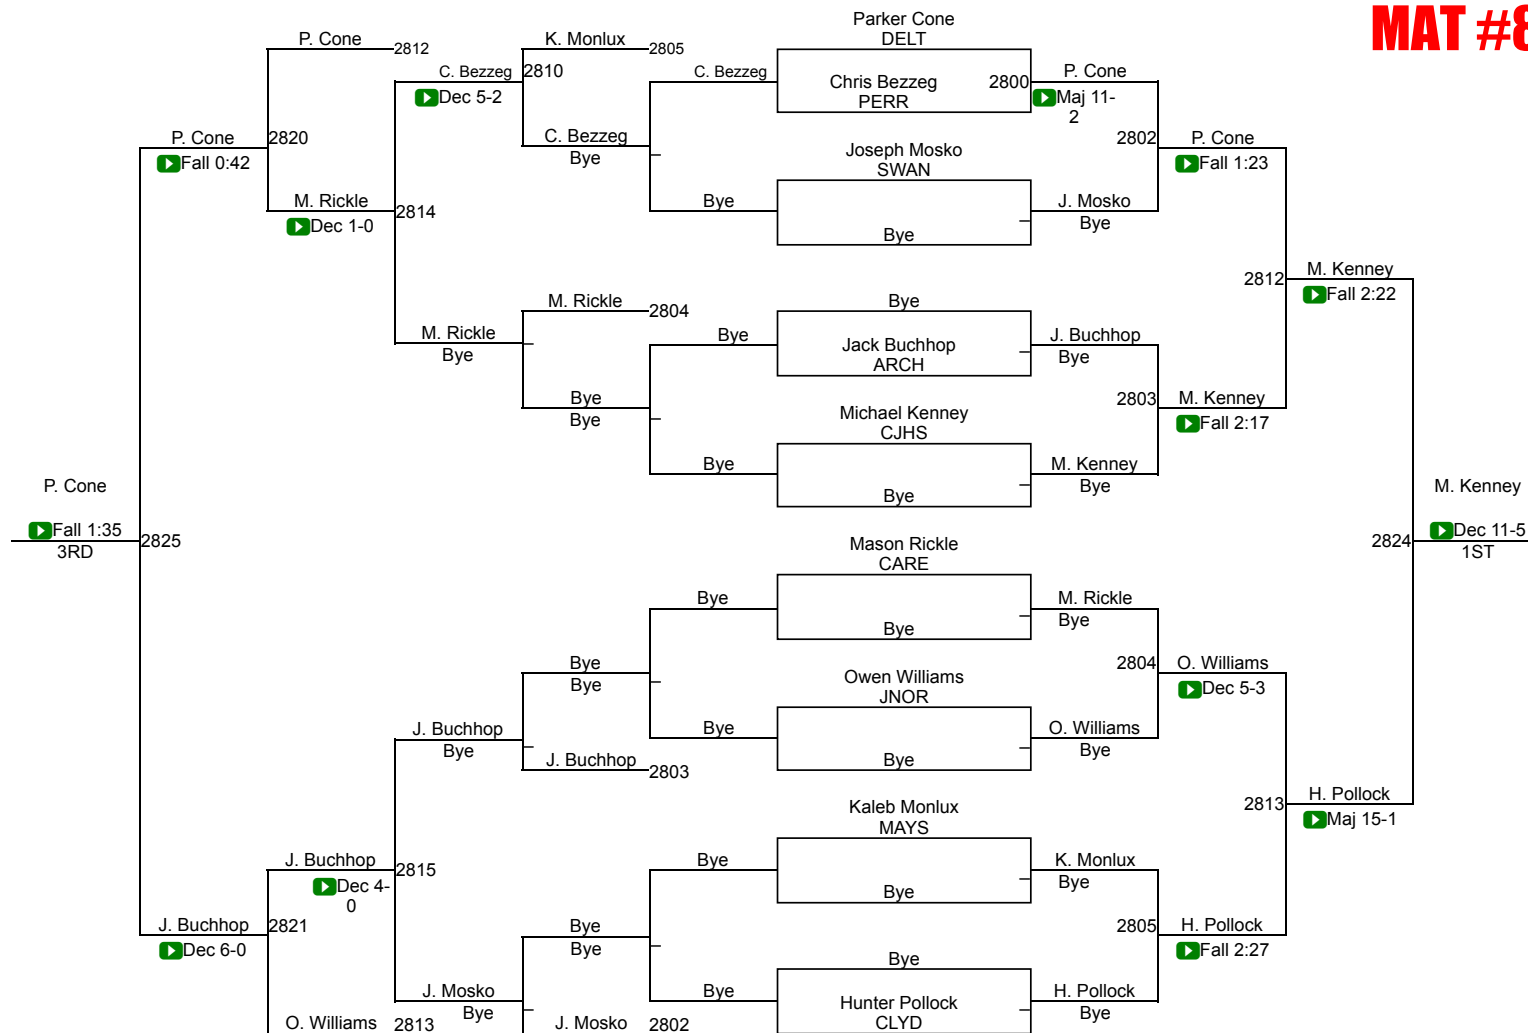 MAT #8
Parker Cone
DELT
P. Cone
2812
K. Monlux
2805
C. Bezzeg
2810
Dec 5-2
C. Bezzeg
Chris Bezzeg
PERR
2800
P. Cone
Maj 11-
2
P. Cone
Fall 0:42
2820
C. Bezzeg
Bye
Joseph Mosko
SWAN
2802
P. Cone
Fall 1:23
M. Rickle
Dec 1-0
2814
Bye
Bye
J. Mosko
Bye
M. Rickle
2804
Bye
2812
M. Kenney
Fall 2:22
M. Rickle
Bye
Bye
Jack Buchhop
ARCH
J. Buchhop
Bye
Bye
Bye
Michael Kenney
CJHS
2803
M. Kenney
Fall 2:17
Bye
Bye
M. Kenney
Bye
P. Cone
Fall 1:35
3RD
2825
M. Kenney
Dec 11-5
1ST
2824
Mason Rickle
CARE
Bye
Bye
M. Rickle
Bye
Bye
Bye
Owen Williams
JNOR
2804
O. Williams
Dec 5-3
J. Buchhop
Bye
Bye
Bye
O. Williams
Bye
J. Buchhop
2803
Kaleb Monlux
MAYS
2813
H. Pollock
Maj 15-1
J. Buchhop
Dec 4-
0
2815
Bye
Bye
K. Monlux
Bye
J. Buchhop
Dec 6-0
2821
Bye
Bye
Bye
2805
H. Pollock
Fall 2:27
J. Mosko
Bye
Bye
Hunter Pollock
CLYD
H. Pollock
Bye
O. Williams
2813
J. Mosko
2802